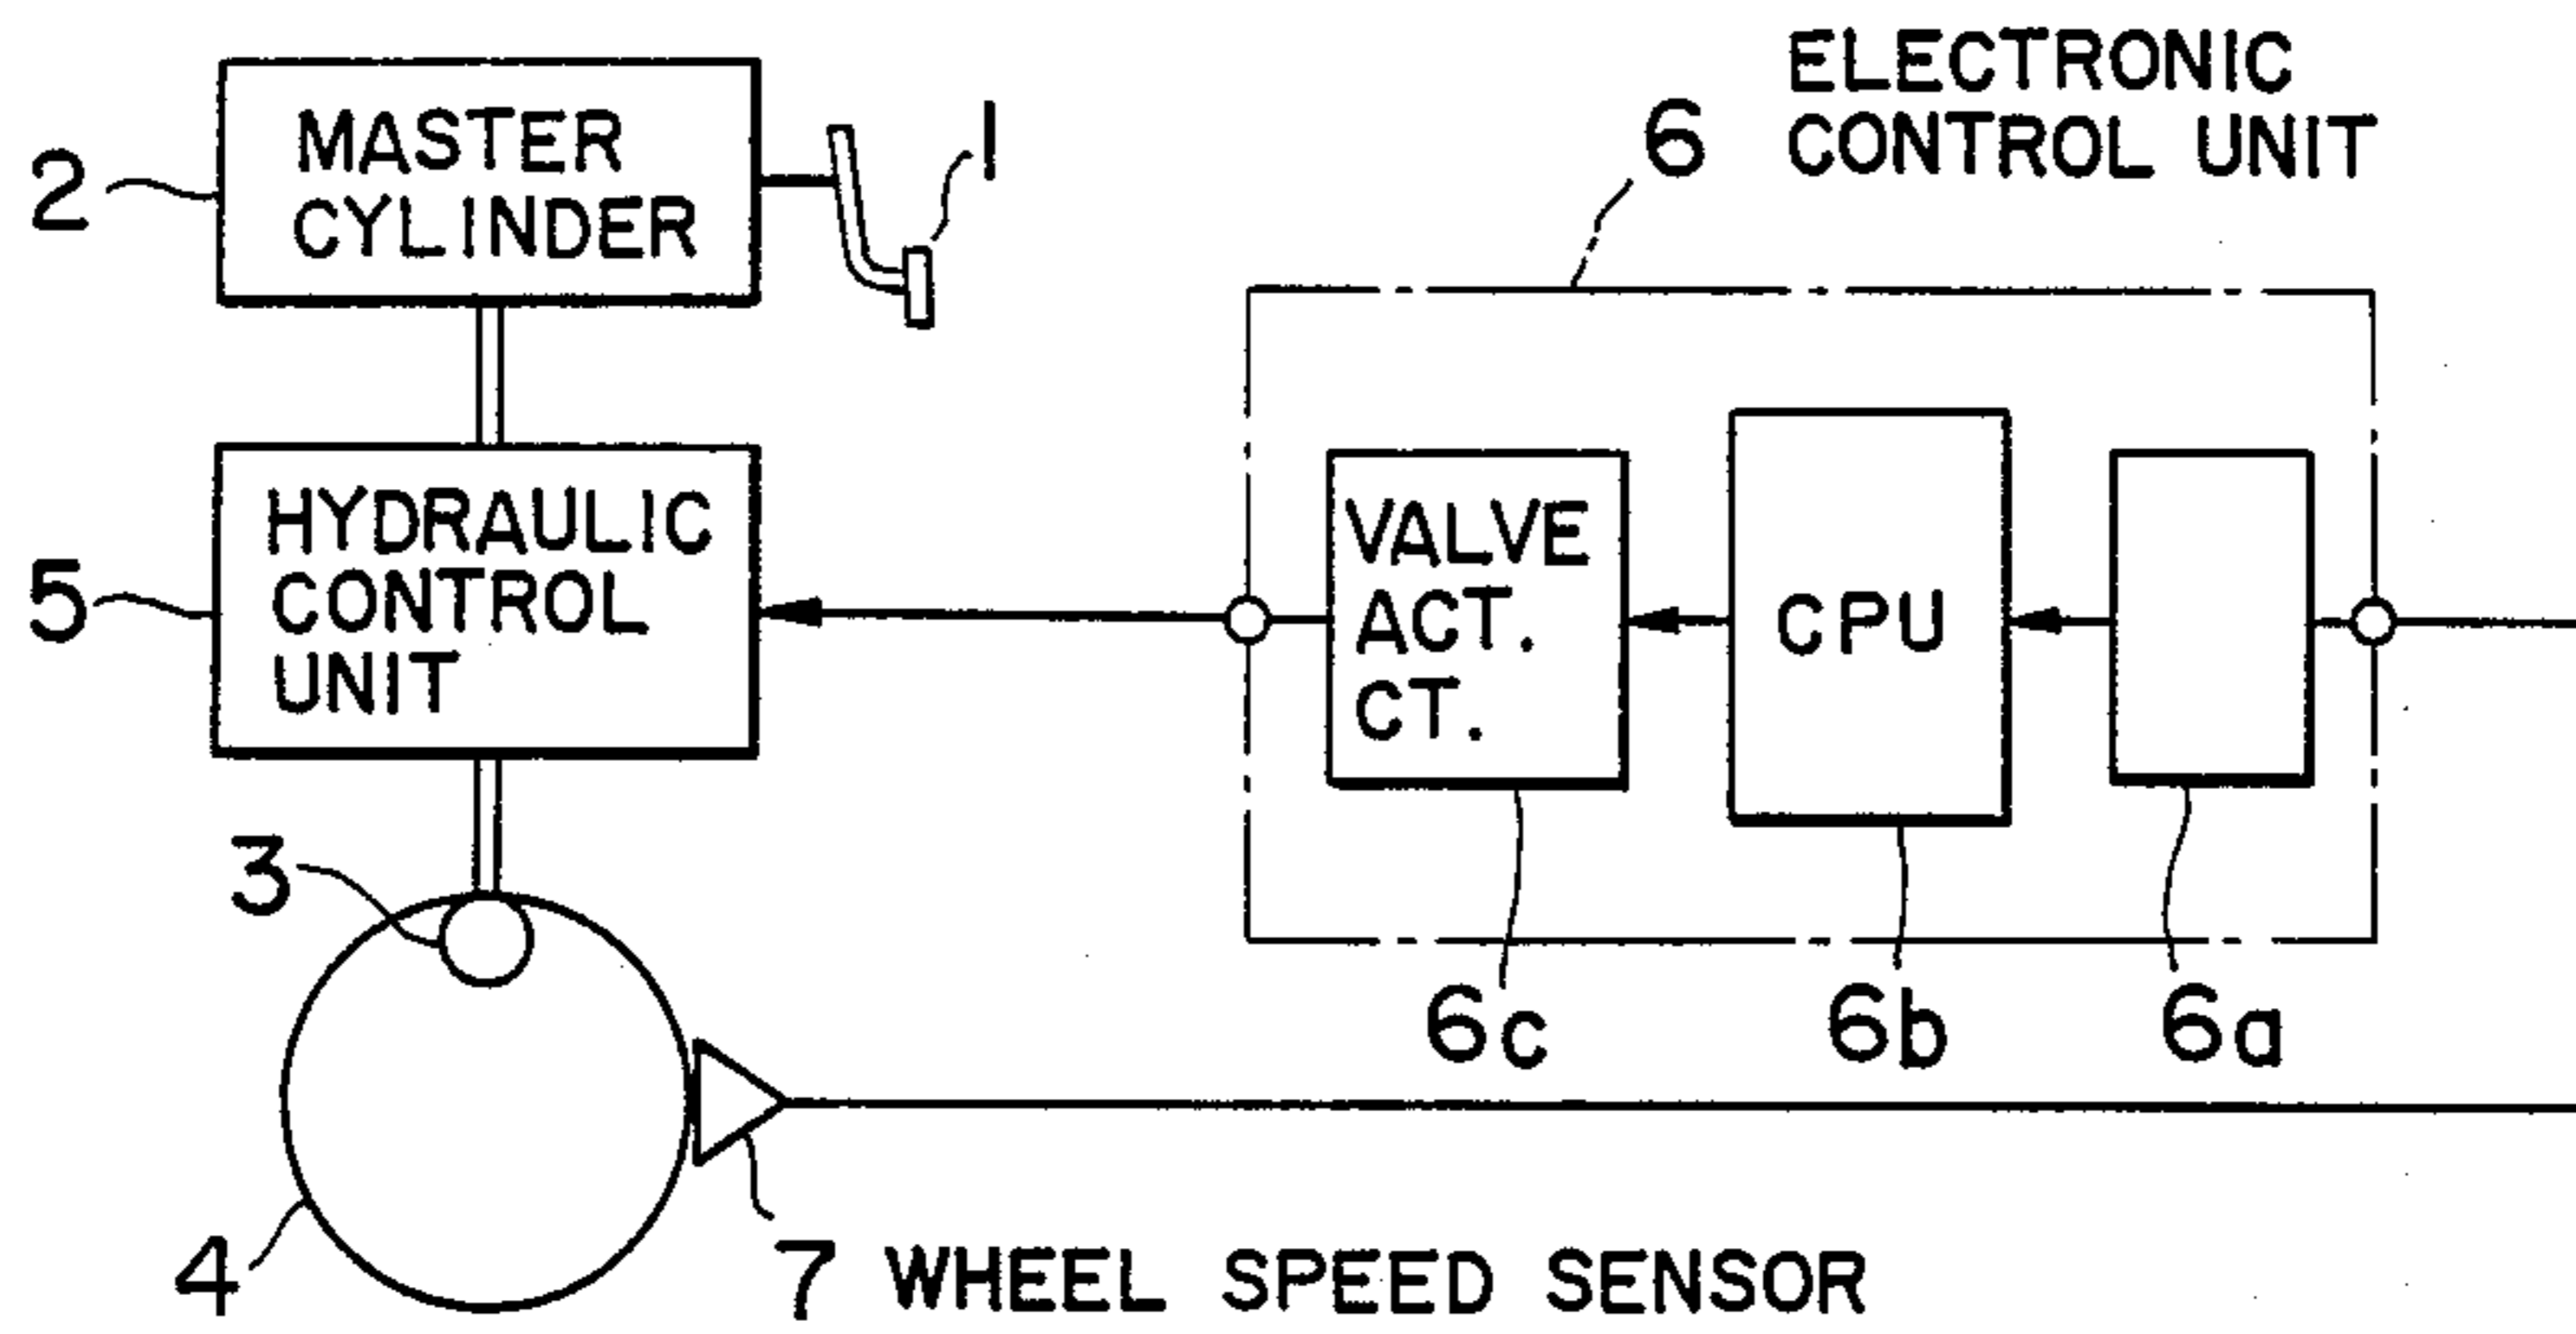 2
MASTER
CYLINDER
1
6
ELECTRONIC
CONTROL UNIT
5
HYDRAULIC
CONTROL
UNIT
VALVE
ACT.
CT.
CPU
3
6c
6b
6a
4
7 WHEEL SPEED SENSOR